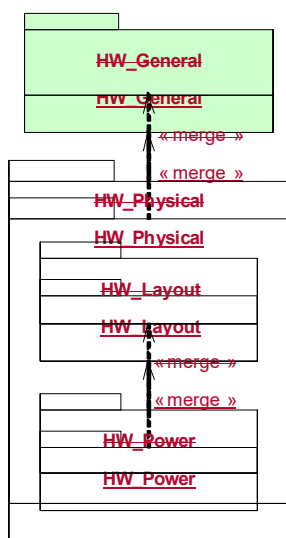 HW_General
HW_General
«merge»
«merge»
HW_Physical
HW_Physical
HW_Layout
HW_Layout
«merge»
«merge»
HW_Power
HW_Power